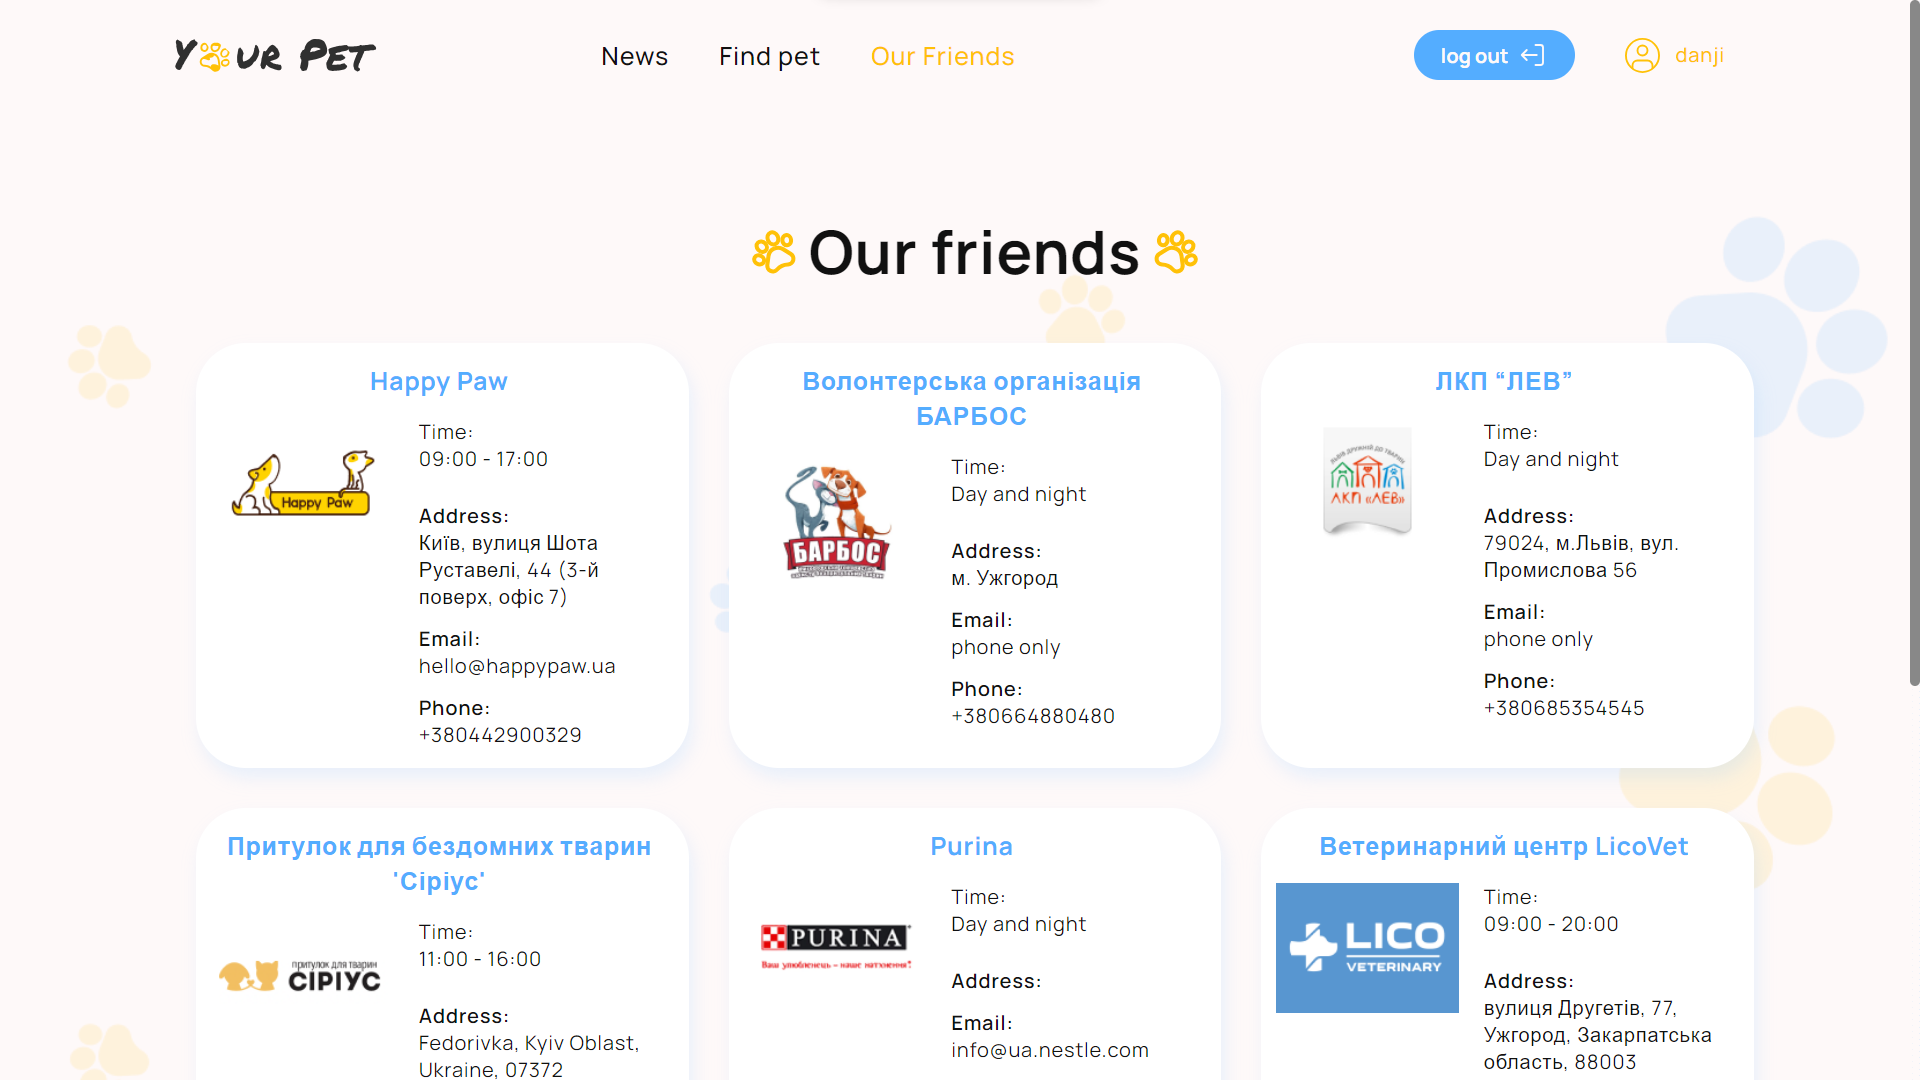 Your Pet
News
Find pet
Our Friends
log out
danji
Our friends
Happy Paw
Happy Paw
Time:
09:00 - 17:00
Address:
Київ, вулиця Шота
Руставелі, 44 (3-й
поверх, офіс 7)
Email:
hello@happypaw.ua
Phone:
+380442900329
Волонтерська організація
БАРБОС
БАРБОС
Time:
Day and night
Address:
м. Ужгород
Email:
phone only
Phone:
+380664880480
ЛКП “ЛЕВ”
ЛЬВІВ ДРУЖНІЙ ДО ТВАРИН
ЛКП «ЛЕВ»
Time:
Day and night
Address:
79024, м.Львів, вул.
Промислова 56
Email:
phone only
Phone:
+380685354545
Притулок для бездомних тварин
'Сіріус'
притулок для тварин
СІРІУС
Time:
11:00 - 16:00
Address:
Fedorivka, Kyiv Oblast,
Ukraine, 07372
Purina
PURINA
Ваш улюбленець – наше натхнення!
Time:
Day and night
Address:
Email:
info@ua.nestle.com
Ветеринарний центр LicoVet
LICO
VETERINARY
Time:
09:00 - 20:00
Address:
вулиця Другетів, 77,
Ужгород, Закарпатська
область, 88003